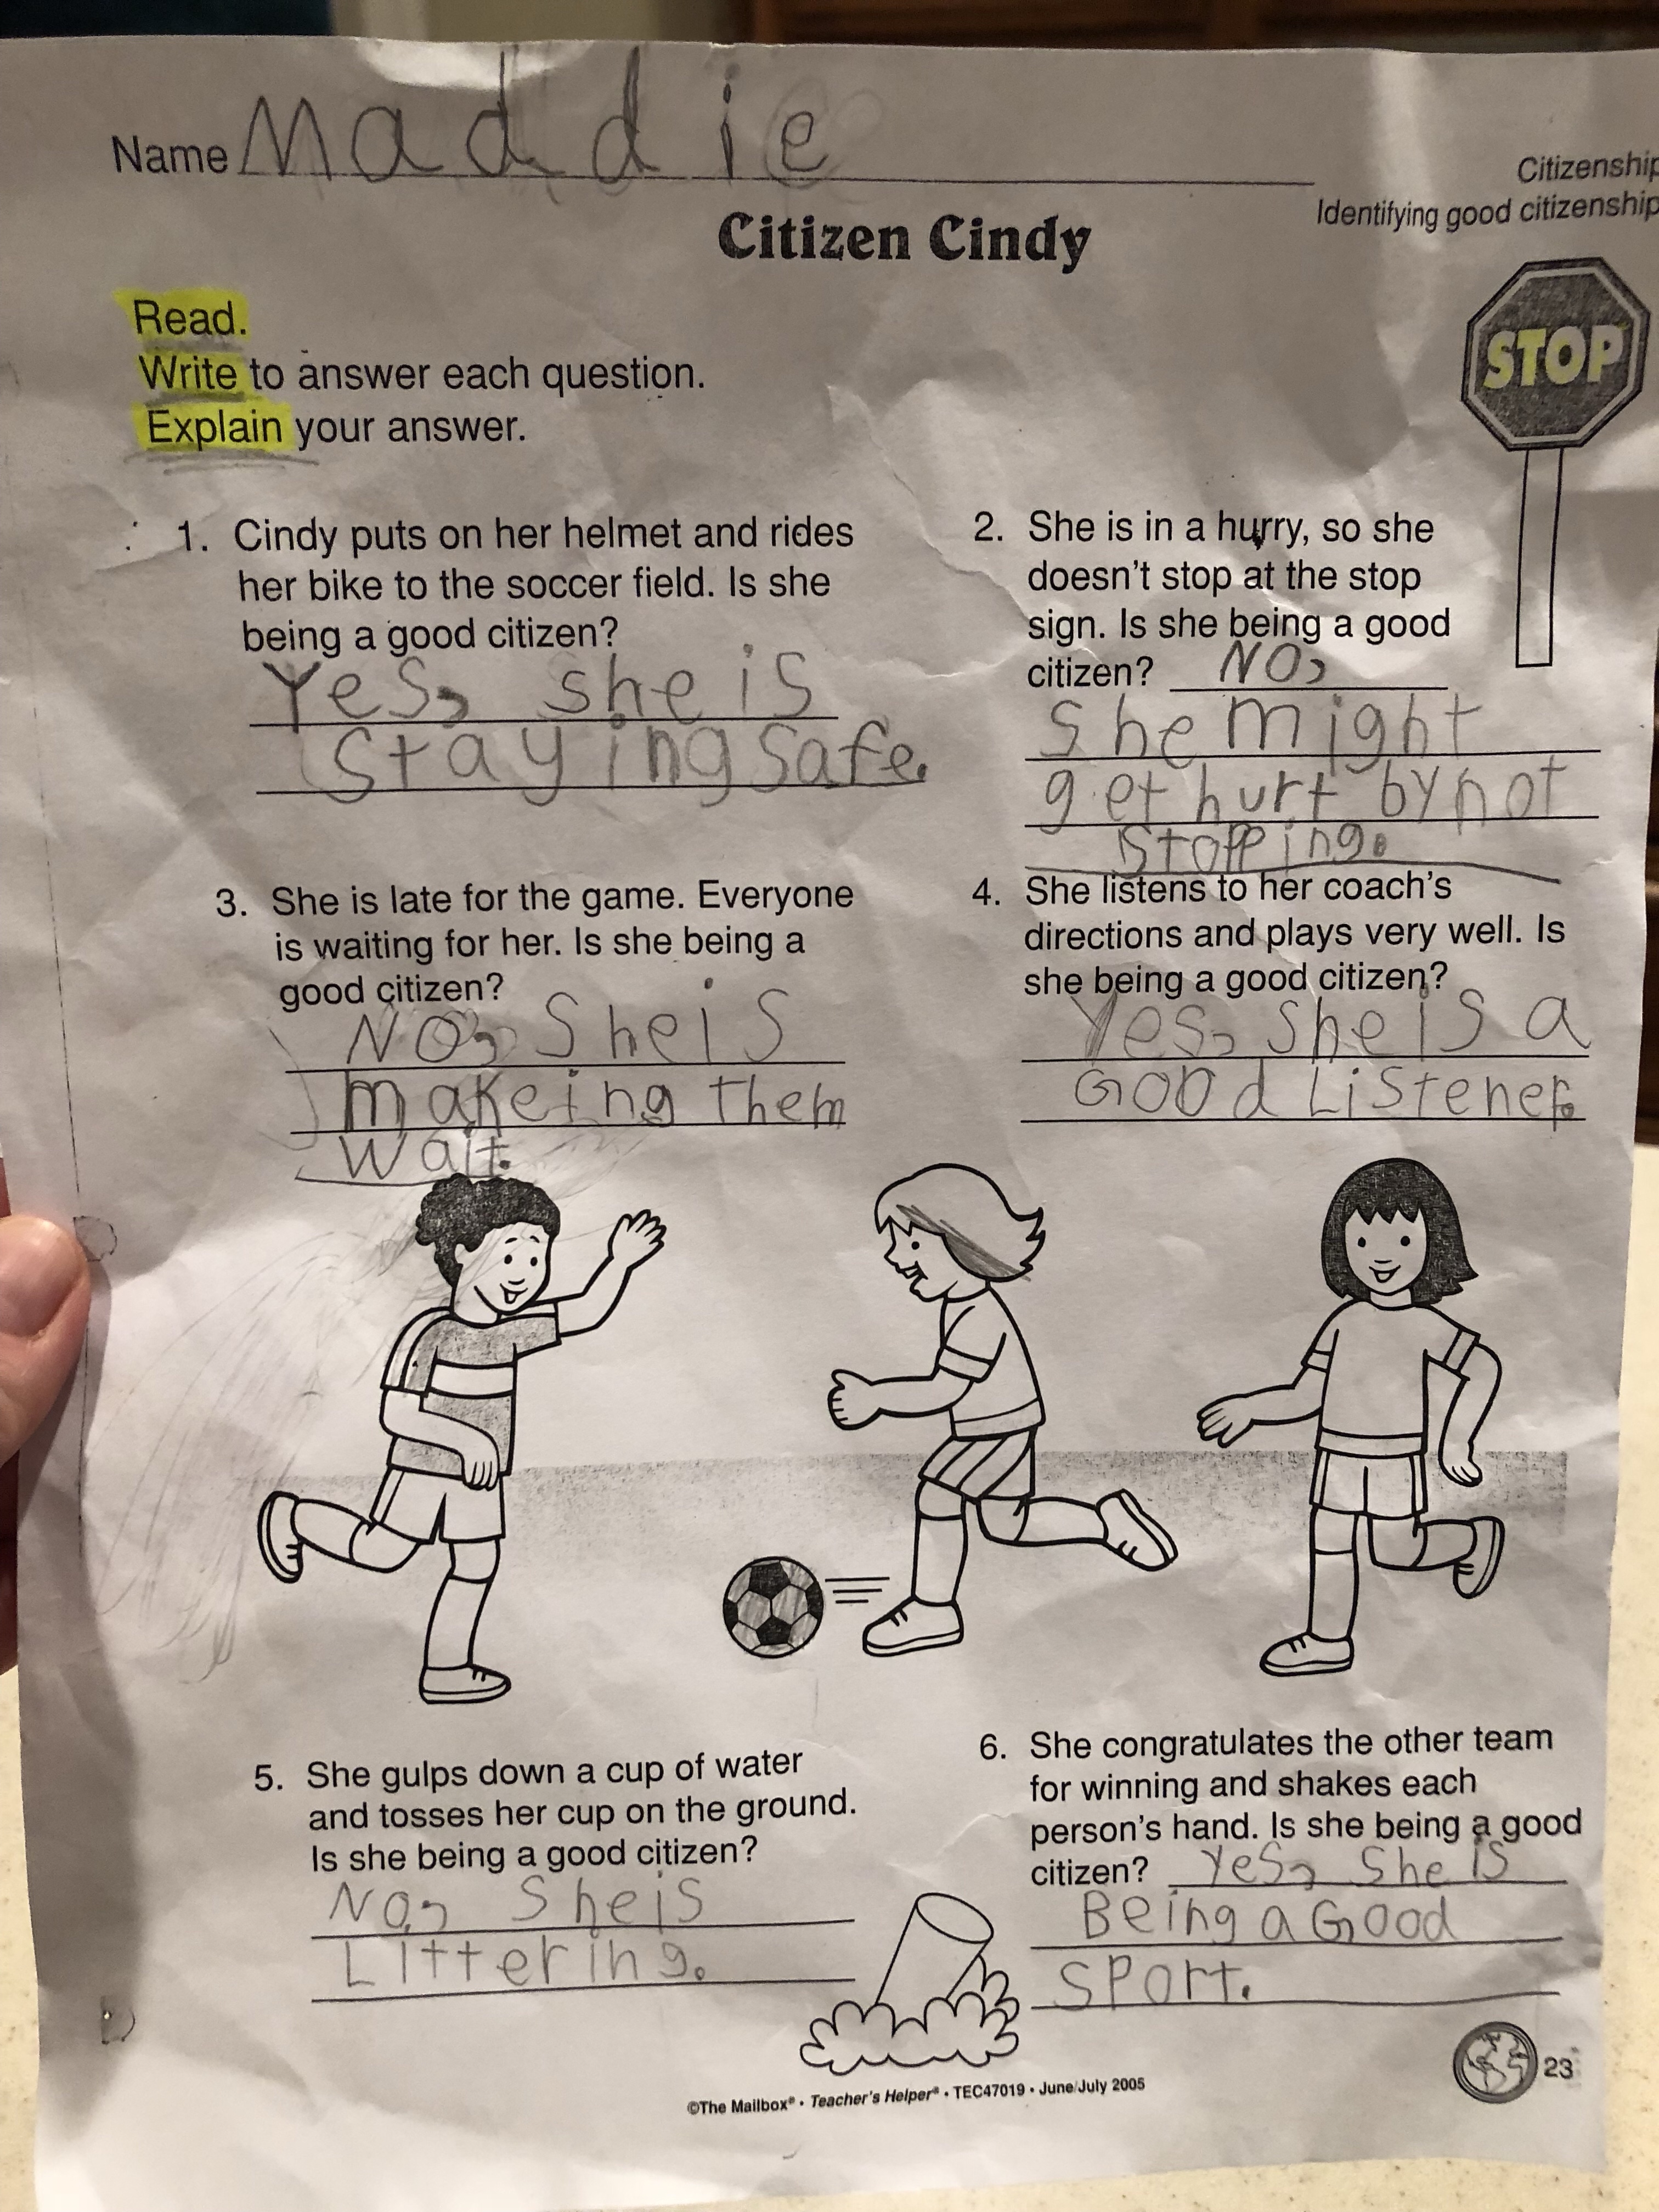 Name Maddie
Citizenship
Identifying good citizenship
Citizen Cindy
Read.
Write to answer each question.
Explain your answer.
STOP
1. Cindy puts on her helmet and rides
her bike to the soccer field. Is she
being a good citizen?
Yes, she is
staying safe.
2. She is in a hurry, so she
doesn't stop at the stop
sign. Is she being a good
citizen? NO,
she might
get hurt by not
stopping.
3. She is late for the game. Everyone
is waiting for her. Is she being a
good citizen?
NO, She is
makeing them
wait.
4. She listens to her coach's
directions and plays very well. Is
she being a good citizen?
Yes, she is a
GOOD Listener.
5. She gulps down a cup of water
and tosses her cup on the ground.
Is she being a good citizen?
No, She is
Littering.
6. She congratulates the other team
for winning and shakes each
person's hand. Is she being a good
citizen? Yes, She is
Being a Good
sport.
©The Mailbox® • Teacher's Helper® • TEC47019 • June/July 2005
23